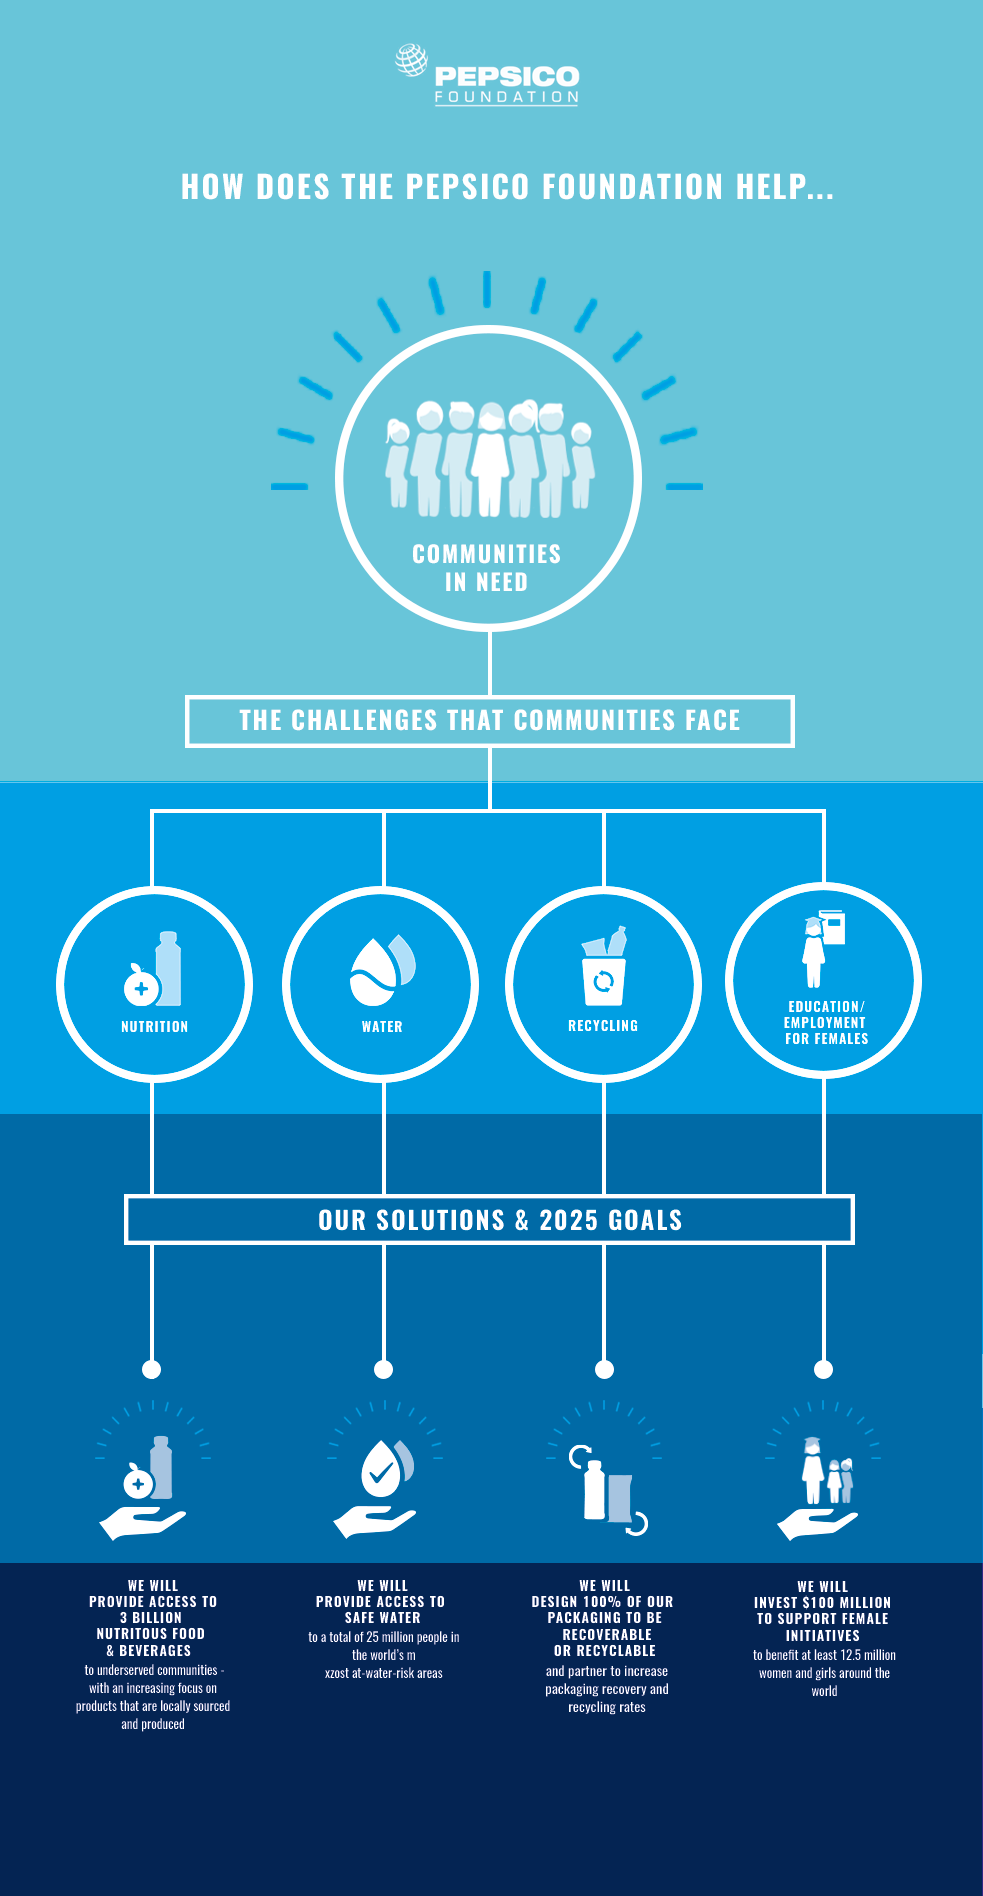 PEPSICO
FOUNDATION
HOW DOES THE PEPSICO FOUNDATION HELP...
COMMUNITIES
IN NEED
THE CHALLENGES THAT COMMUNITIES FACE
NUTRITION
WATER
RECYCLING
EDUCATION/
EMPLOYMENT
FOR FEMALES
OUR SOLUTIONS & 2025 GOALS
WE WILL
PROVIDE ACCESS TO
3 BILLION
NUTRITOUS FOOD
& BEVERAGES
to underserved communities -
with an increasing focus on
products that are locally sourced
and produced
WE WILL
PROVIDE ACCESS TO
SAFE WATER
to a total of 25 million people in
the world's m
xzost at-water-risk areas
WE WILL
DESIGN 100% OF OUR
PACKAGING TO BE
RECOVERABLE
OR RECYCLABLE
and partner to increase
packaging recovery and
recycling rates
WE WILL
INVEST $100 MILLION
TO SUPPORT FEMALE
INITIATIVES
to benefit at least 12.5 million
women and girls around the
world